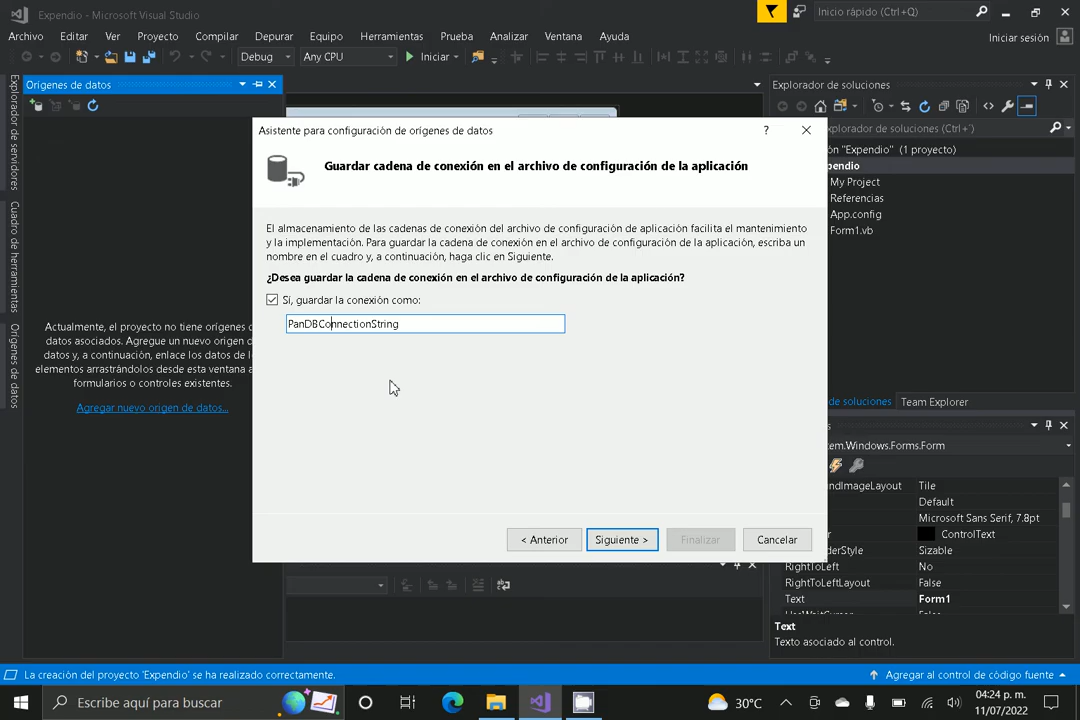 Expendio - Microsoft Visual Studio
Inicio rápido (Ctrl+Q)
Archivo Editar Ver Proyecto Compilar Depurar Equipo Herramientas Prueba Analizar Ventana Ayuda
Iniciar sesión
Debug Any CPU Iniciar
Explorador de servidores
Cuadro de herramientas
Orígenes de datos
Orígenes de datos
Actualmente, el proyecto no tiene orígenes d
datos asociados. Agregue un nuevo origen d
datos y, a continuación, enlace los datos de l
elementos arrastrándolos desde esta ventana a
formularios o controles existentes.
Agregar nuevo origen de datos...
Asistente para configuración de orígenes de datos
?
Guardar cadena de conexión en el archivo de configuración de la aplicación
El almacenamiento de las cadenas de conexión del archivo de configuración de aplicación facilita el mantenimiento
y la implementación. Para guardar la cadena de conexión en el archivo de configuración de la aplicación, escriba un
nombre en el cuadro y, a continuación, haga clic en Siguiente.
¿Desea guardar la cadena de conexión en el archivo de configuración de la aplicación?
Sí, guardar la conexión como:
PanDBConnectionString
< Anterior Siguiente > Finalizar Cancelar
Explorador de soluciones
xplorador de soluciones (Ctrl+')
ón "Expendio" (1 proyecto)
pendio
My Project
Referencias
App.config
Form1.vb
de soluciones Team Explorer
tem.Windows.Forms.Form
undImageLayout Tile
Default
Microsoft Sans Serif, 7.8pt
r ControlText
derStyle Sizable
RightToLeft No
RightToLeftLayout False
Text Form1
Text
Texto asociado al control.
La creación del proyecto 'Expendio' se ha realizado correctamente.
Agregar al control de código fuente
Escribe aquí para buscar
30°C
04:24 p. m.
11/07/2022